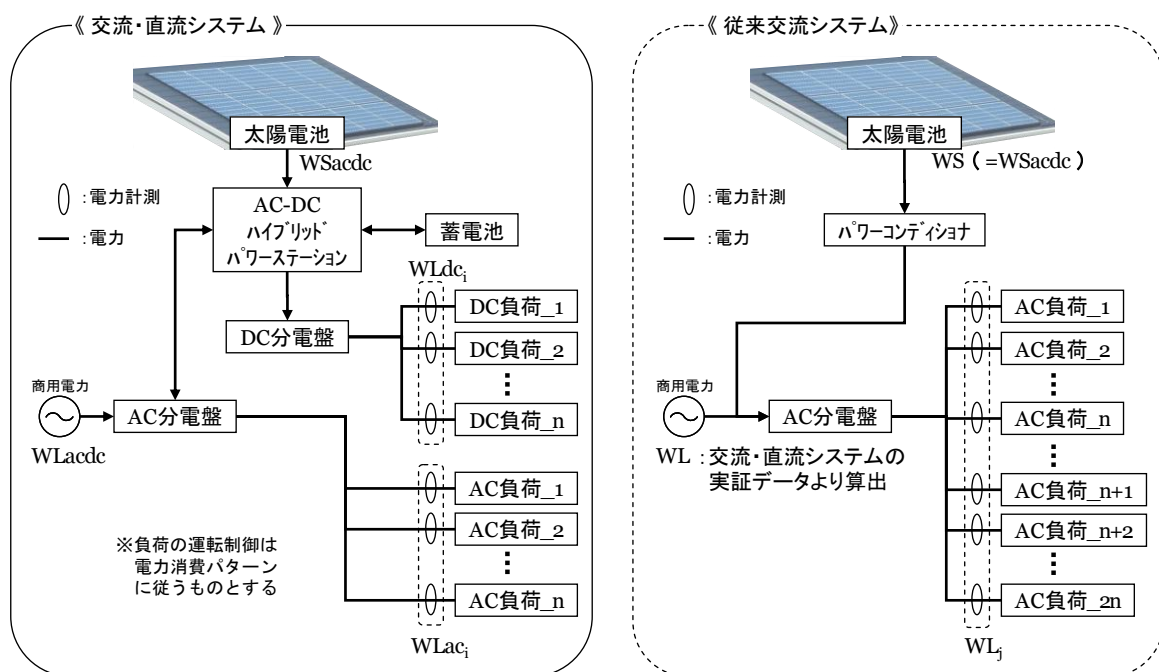 《 交流・直流システム 》
太陽電池
WSacdc
:電力計測
:電力
AC-DC
ﾊｲﾌﾞﾘｯﾄﾞ
ﾊﾟﾜｰｽﾃｰｼｮﾝ
蓄電池
WLdci
DC分電盤
DC負荷_1
DC負荷_2
⋮
DC負荷_n
商用電力
AC分電盤
WLacdc
AC負荷_1
AC負荷_2
⋮
AC負荷_n
※負荷の運転制御は
電力消費パターン
に従うものとする
WLaci
《 従来交流システム》
太陽電池
WS ( =WSacdc )
:電力計測
:電力
ﾊﾟﾜｰｺﾝﾃﾞｨｼｮﾅ
AC負荷_1
AC負荷_2
⋮
商用電力
AC分電盤
AC負荷_n
WL :交流・直流システムの
実証データより算出
⋮
AC負荷_n+1
AC負荷_n+2
⋮
AC負荷_2n
WLj